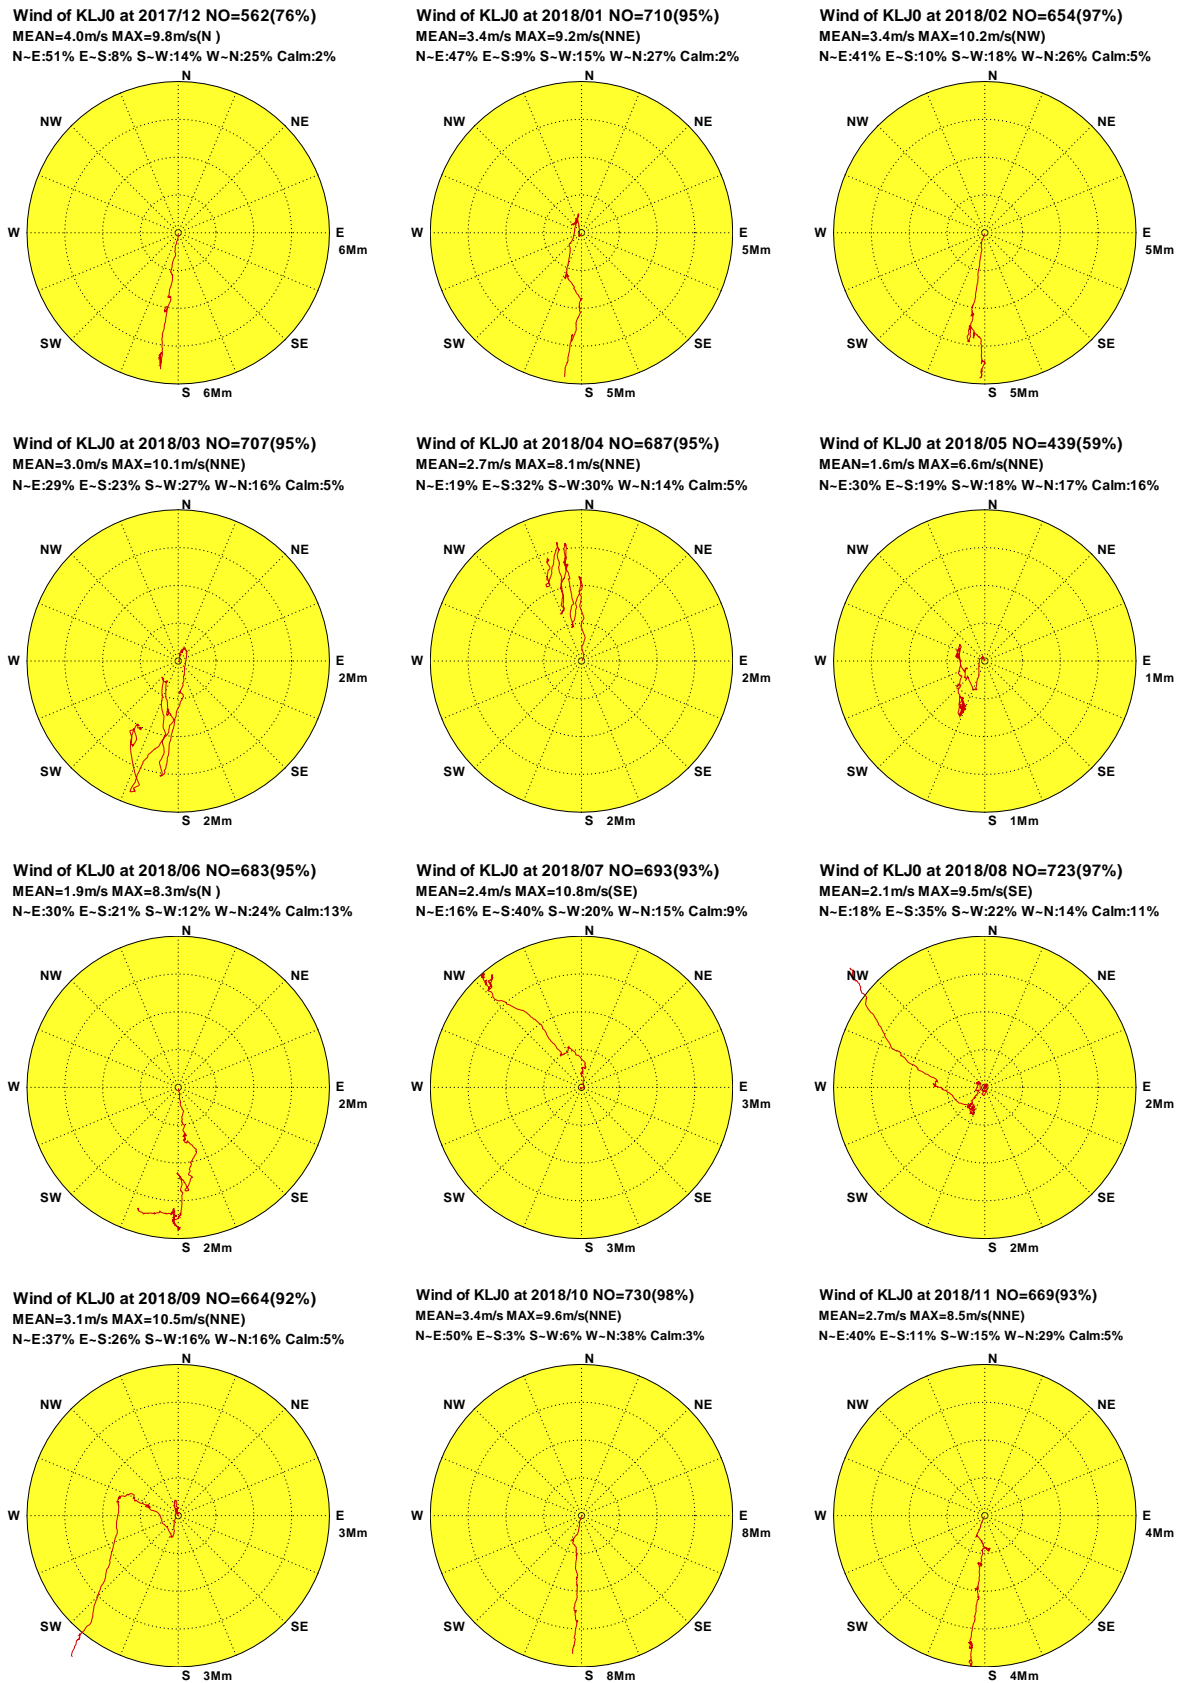 Wind of KLJ0 at 2017/12 NO=562(76%)
MEAN=4.0m/s MAX=9.8m/s(N )
N~E:51% E~S:8% S~W:14% W~N:25% Calm:2%
N
NW
NE
W
E
6Mm
SW
SE
S 6Mm
Wind of KLJ0 at 2018/01 NO=710(95%)
MEAN=3.4m/s MAX=9.2m/s(NNE)
N~E:47% E~S:9% S~W:15% W~N:27% Calm:2%
N
NW
NE
W
E
5Mm
SW
SE
S 5Mm
Wind of KLJ0 at 2018/02 NO=654(97%)
MEAN=3.4m/s MAX=10.2m/s(NW)
N~E:41% E~S:10% S~W:18% W~N:26% Calm:5%
N
NW
NE
W
E
5Mm
SW
SE
S 5Mm
Wind of KLJ0 at 2018/03 NO=707(95%)
MEAN=3.0m/s MAX=10.1m/s(NNE)
N~E:29% E~S:23% S~W:27% W~N:16% Calm:5%
N
NW
NE
W
E
2Mm
SW
SE
S 2Mm
Wind of KLJ0 at 2018/04 NO=687(95%)
MEAN=2.7m/s MAX=8.1m/s(NNE)
N~E:19% E~S:32% S~W:30% W~N:14% Calm:5%
N
NW
NE
W
E
2Mm
SW
SE
S 2Mm
Wind of KLJ0 at 2018/05 NO=439(59%)
MEAN=1.6m/s MAX=6.6m/s(NNE)
N~E:30% E~S:19% S~W:18% W~N:17% Calm:16%
N
NW
NE
W
E
1Mm
SW
SE
S 1Mm
Wind of KLJ0 at 2018/06 NO=683(95%)
MEAN=1.9m/s MAX=8.3m/s(N )
N~E:30% E~S:21% S~W:12% W~N:24% Calm:13%
N
NW
NE
W
E
2Mm
SW
SE
S 2Mm
Wind of KLJ0 at 2018/07 NO=693(93%)
MEAN=2.4m/s MAX=10.8m/s(SE)
N~E:16% E~S:40% S~W:20% W~N:15% Calm:9%
N
NW
NE
W
E
3Mm
SW
SE
S 3Mm
Wind of KLJ0 at 2018/08 NO=723(97%)
MEAN=2.1m/s MAX=9.5m/s(SE)
N~E:18% E~S:35% S~W:22% W~N:14% Calm:11%
N
NW
NE
W
E
2Mm
SW
SE
S 2Mm
Wind of KLJ0 at 2018/09 NO=664(92%)
MEAN=3.1m/s MAX=10.5m/s(NNE)
N~E:37% E~S:26% S~W:16% W~N:16% Calm:5%
N
NW
NE
W
E
3Mm
SW
SE
S 3Mm
Wind of KLJ0 at 2018/10 NO=730(98%)
MEAN=3.4m/s MAX=9.6m/s(NNE)
N~E:50% E~S:3% S~W:6% W~N:38% Calm:3%
N
NW
NE
W
E
8Mm
SW
SE
S 8Mm
Wind of KLJ0 at 2018/11 NO=669(93%)
MEAN=2.7m/s MAX=8.5m/s(NNE)
N~E:40% E~S:11% S~W:15% W~N:29% Calm:5%
N
NW
NE
W
E
4Mm
SW
SE
S 4Mm